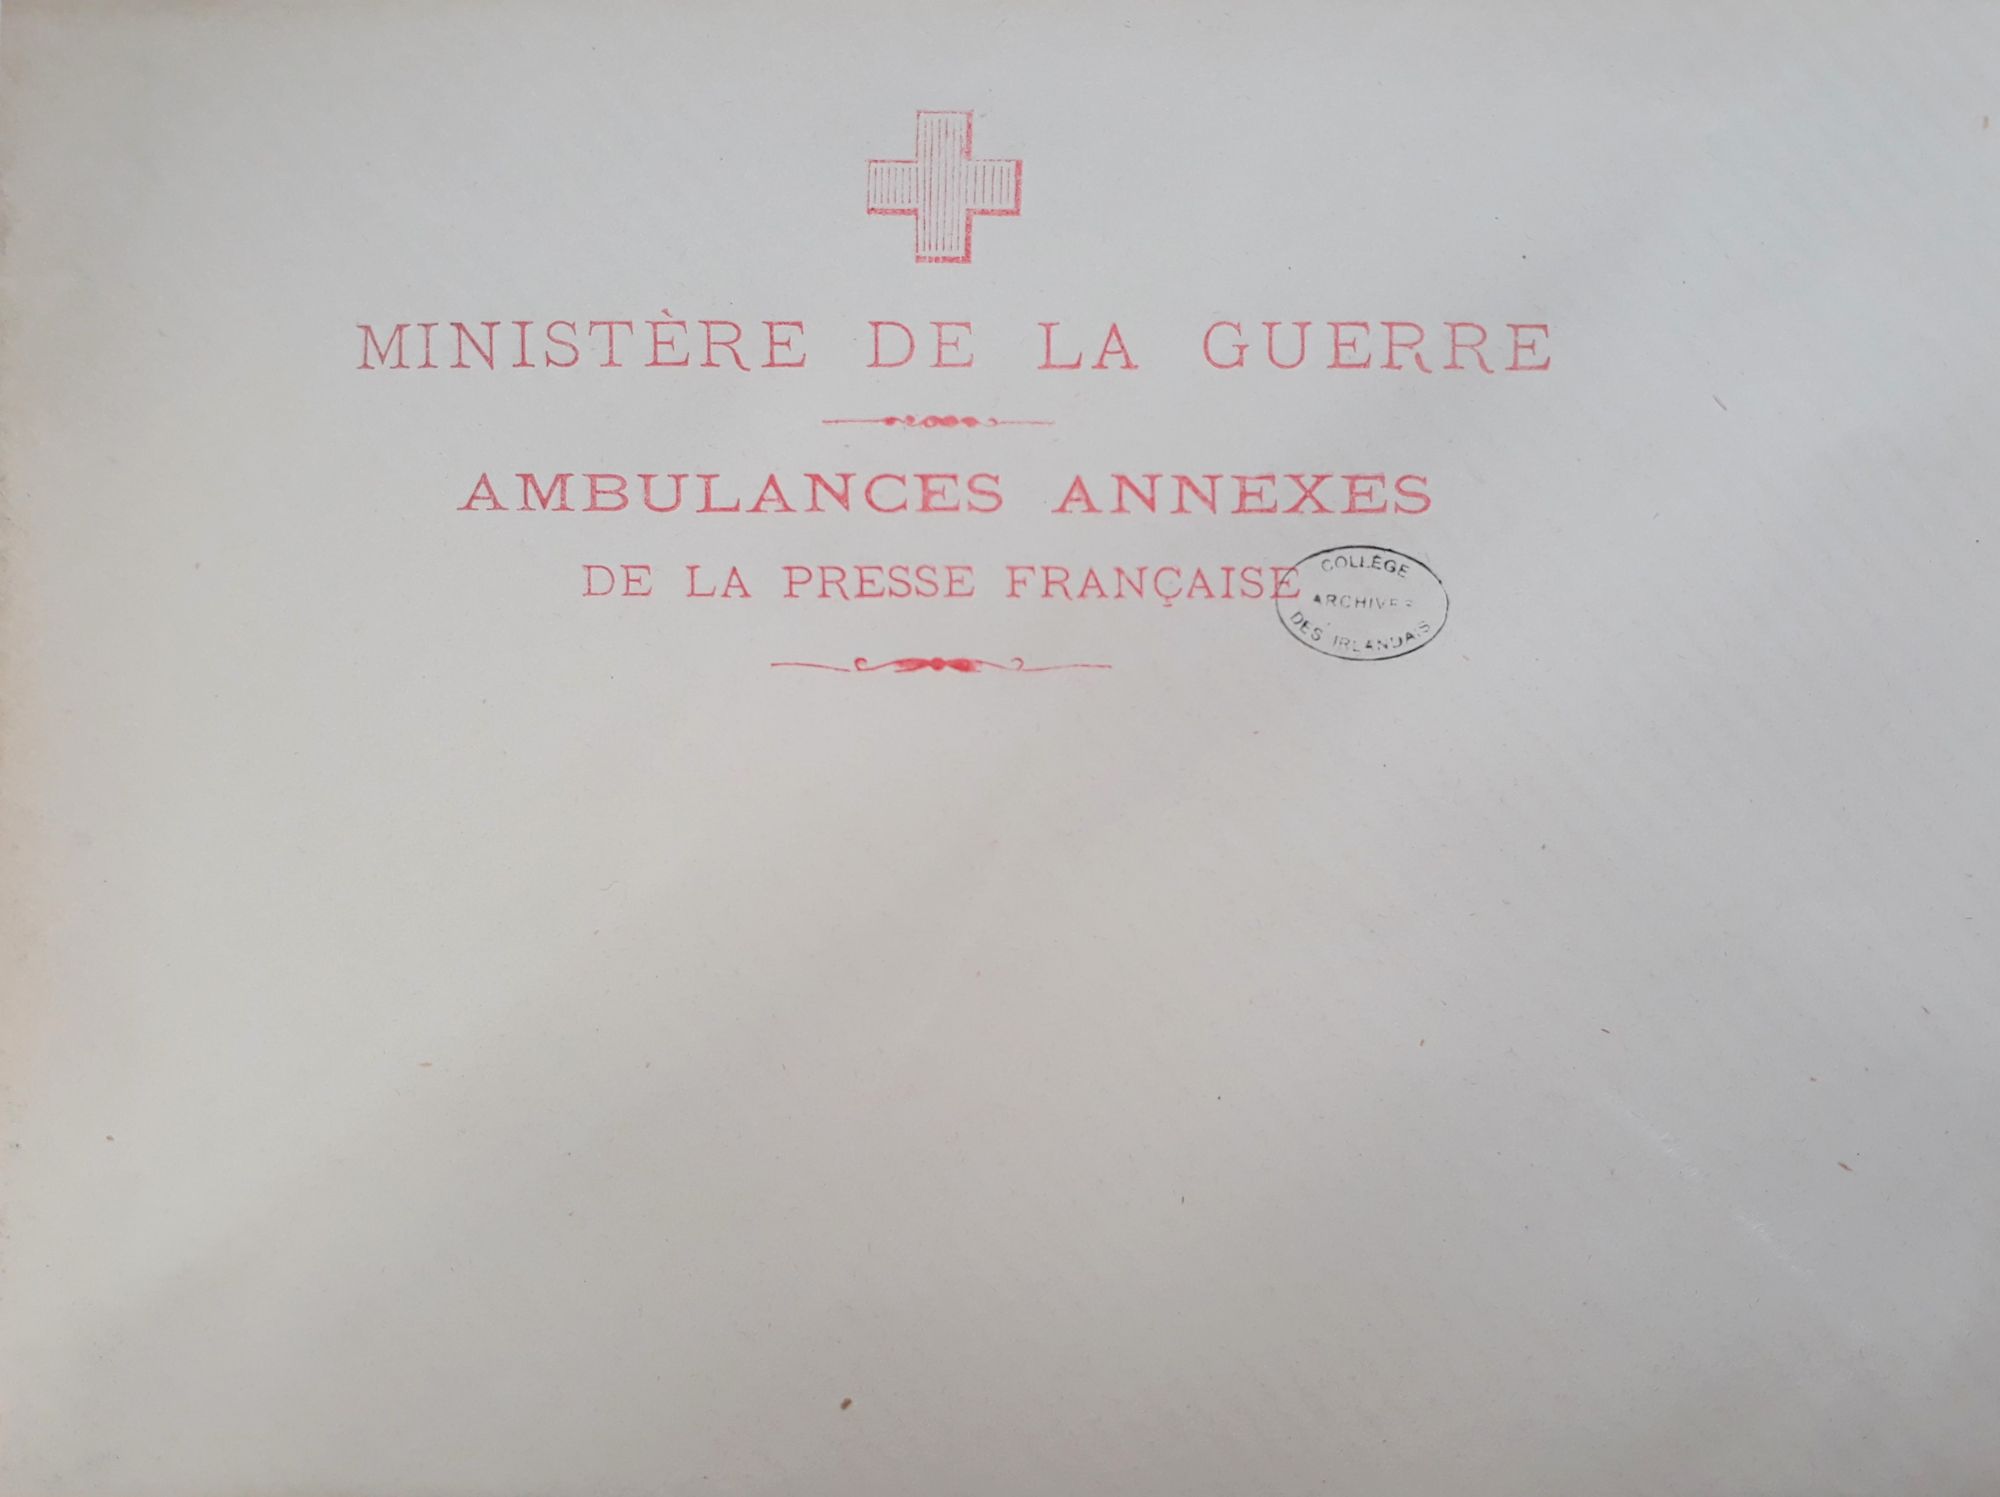 MINISTÈRE DE LA GUERRE
AMBULANCES ANNEXES
DE LA PRESSE FRANÇAISE
COLLÈGE
ARCHIVES
DES IRLANDAIS